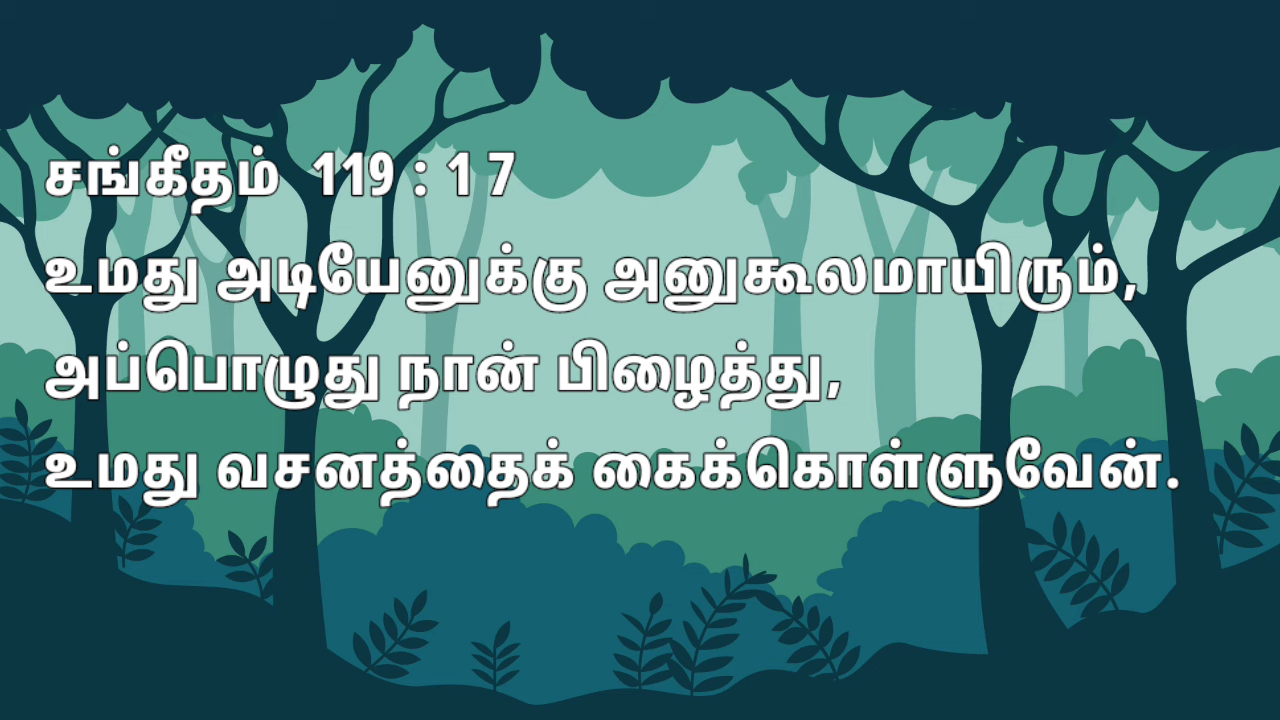 சங்கீதம் 119 : 1 7
உமது அடியேனுக்கு அனுகூலமாயிரும்,
அப்பொழுது நான் பிழைத்து,
உமது வசனத்தைக் கைக்கொள்ளுவேன்.